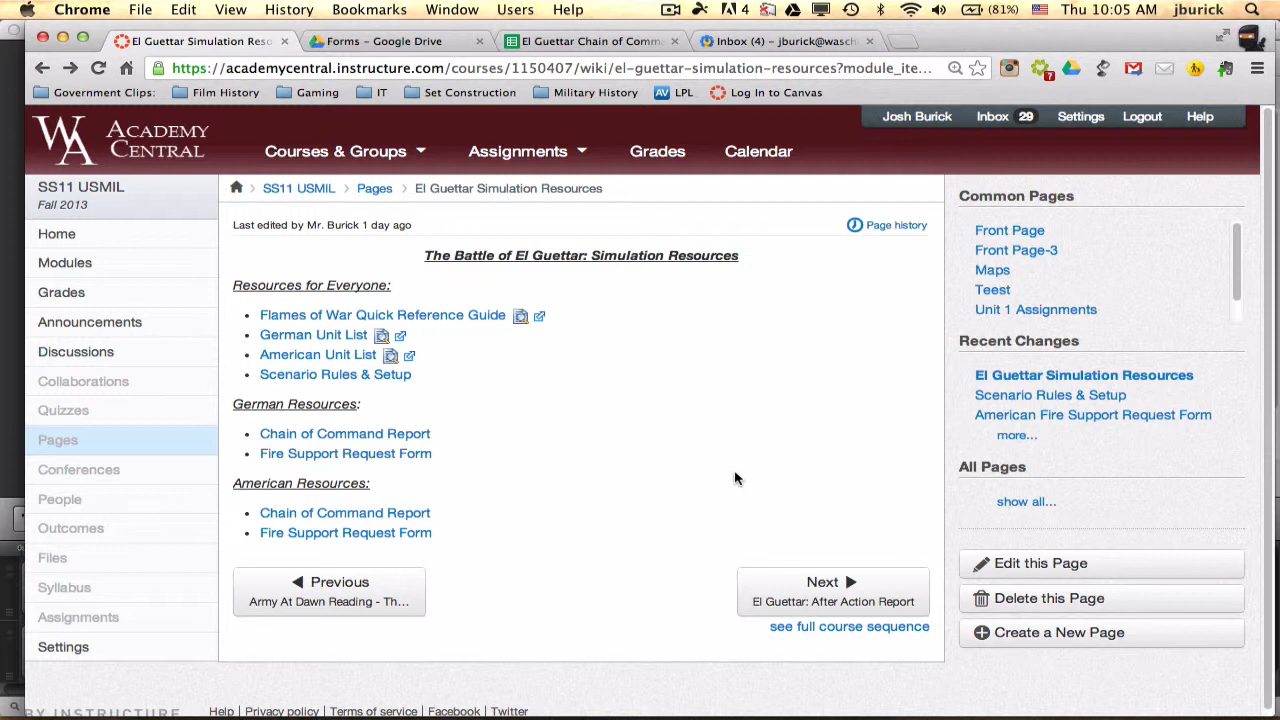 Chrome File Edit View History Bookmarks Window Users Help 4 (81%) Thu 10:05 AM jburick
El Guettar Simulation Reso Forms - Google Drive El Guettar Chain of Comm Inbox (4) - jburick@wasch
https://academycentral.instructure.com/courses/1150407/wiki/el-guettar-simulation-resources?module_ite... 7
Government Clips: Film History Gaming IT Set Construction Military History AV LPL Log In to Canvas
Josh Burick Inbox 29 Settings Logout Help
WA ACADEMY CENTRAL
Courses & Groups Assignments Grades Calendar
SS11 USMIL
Fall 2013
Home
Modules
Grades
Announcements
Discussions
Collaborations
Quizzes
Pages
Conferences
People
Outcomes
Files
Syllabus
Assignments
Settings
SS11 USMIL Pages El Guettar Simulation Resources
Last edited by Mr. Burick 1 day ago Page history
The Battle of El Guettar: Simulation Resources
Resources for Everyone:
Flames of War Quick Reference Guide
German Unit List
American Unit List
Scenario Rules & Setup
German Resources:
Chain of Command Report
Fire Support Request Form
American Resources:
Chain of Command Report
Fire Support Request Form
Previous
Army At Dawn Reading - Th...
Next
El Guettar: After Action Report
see full course sequence
Common Pages
Front Page
Front Page-3
Maps
Teest
Unit 1 Assignments
Recent Changes
El Guettar Simulation Resources
Scenario Rules & Setup
American Fire Support Request Form
more...
All Pages
show all...
Edit this Page
Delete this Page
Create a New Page
BY INSTRUCTURE Help Privacy policy Terms of service Facebook Twitter